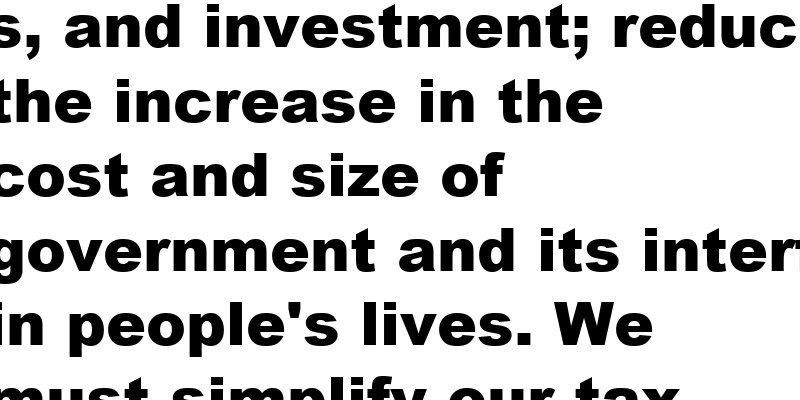 s, and investment; reduc
the increase in the
cost and size of
government and its inter
in people's lives. We
must simplify our tax